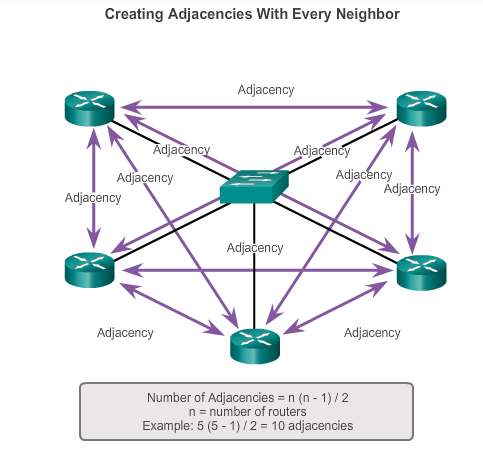 Creating Adjacencies With Every Neighbor
Adjacency
Adjacency
Adjacency
Adjacency
Adjacency
Adjacency
Adjacency
Adjacency
Adjacency
Adjacency
Number of Adjacencies = n (n - 1) / 2
n = number of routers
Example: 5 (5 - 1) / 2 = 10 adjacencies